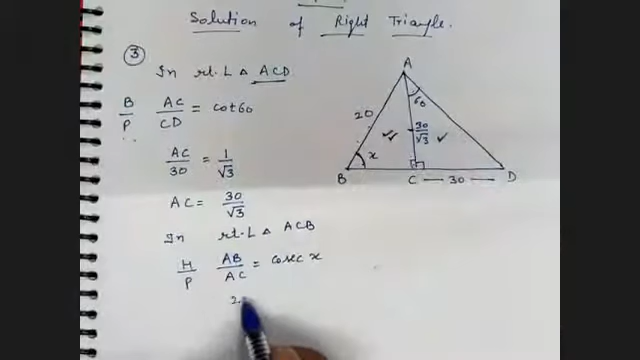 Solution of Right Triangle.
3
In rt. L △ ACD
B/P AC/CD = cot 60
AC/30 = 1/√3
AC = 30/√3
In rt. L △ ACB
H/P AB/AC = cosec x
2
A
60
20
30/√3
x
B C — 30 — D